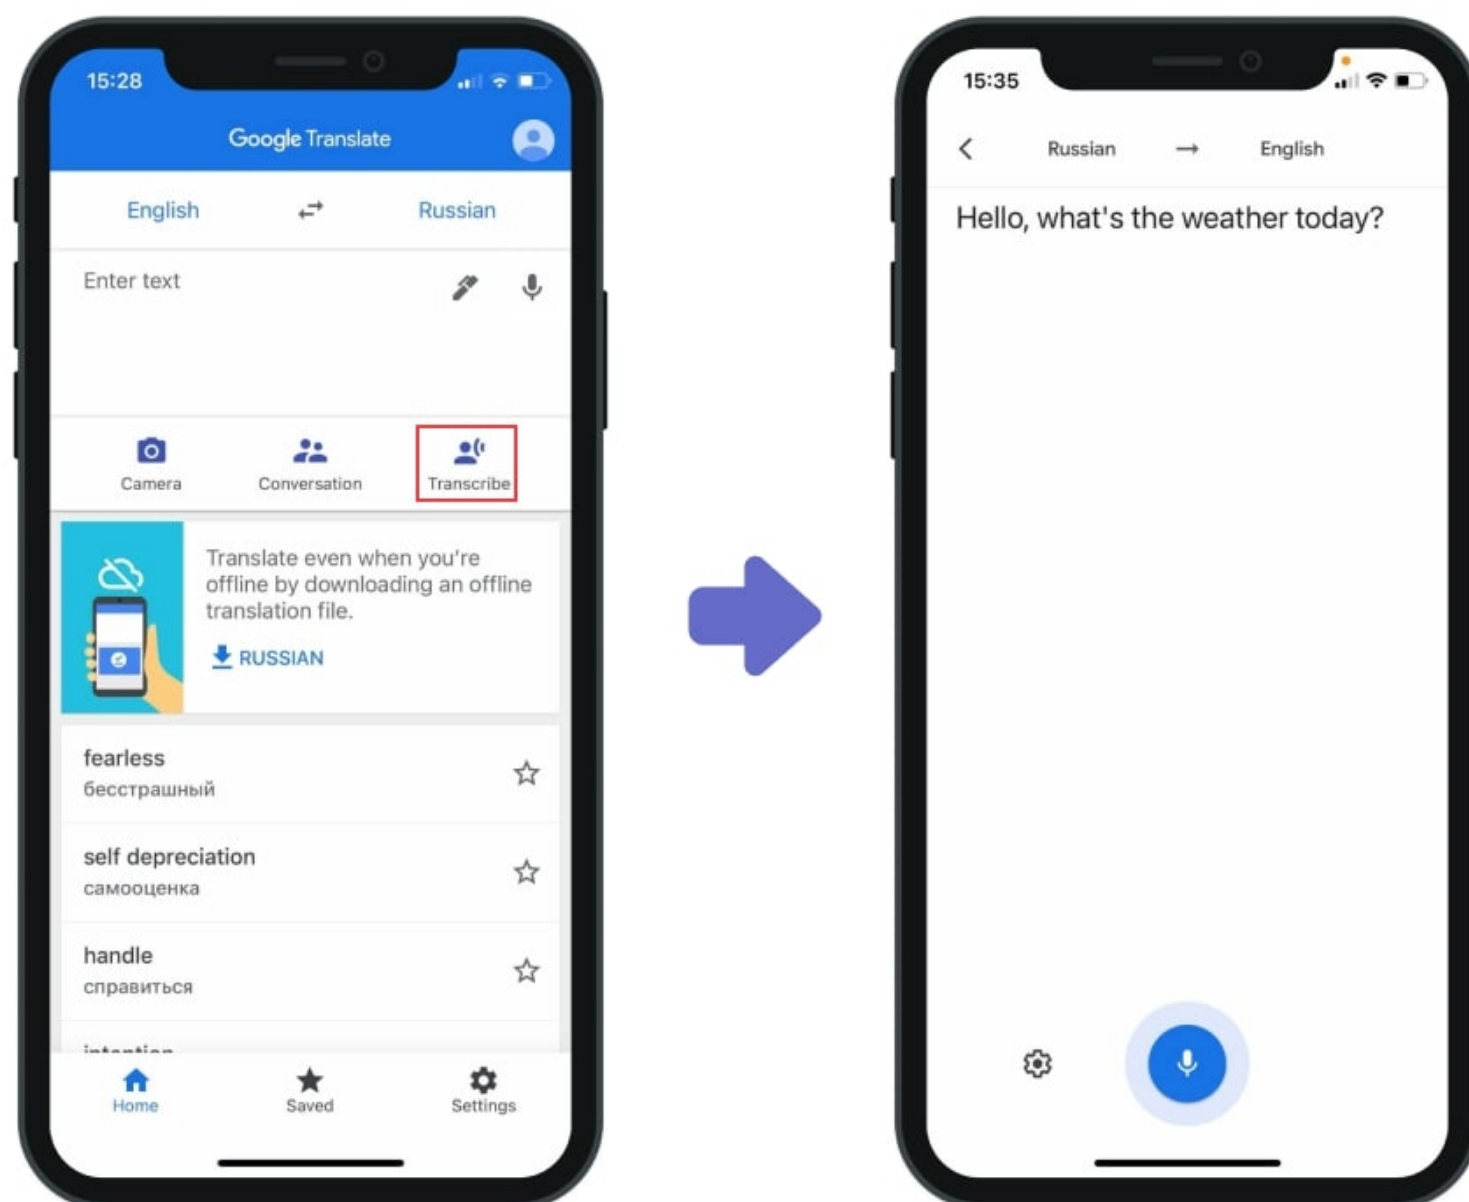 15:28
Google Translate
English
Russian
Enter text
Camera
Conversation
Transcribe
Translate even when you're
offline by downloading an offline
translation file.
RUSSIAN
fearless
бесстрашный
self depreciation
самооценка
handle
справиться
intention
Home
Saved
Settings
15:35
Russian → English
Hello, what's the weather today?